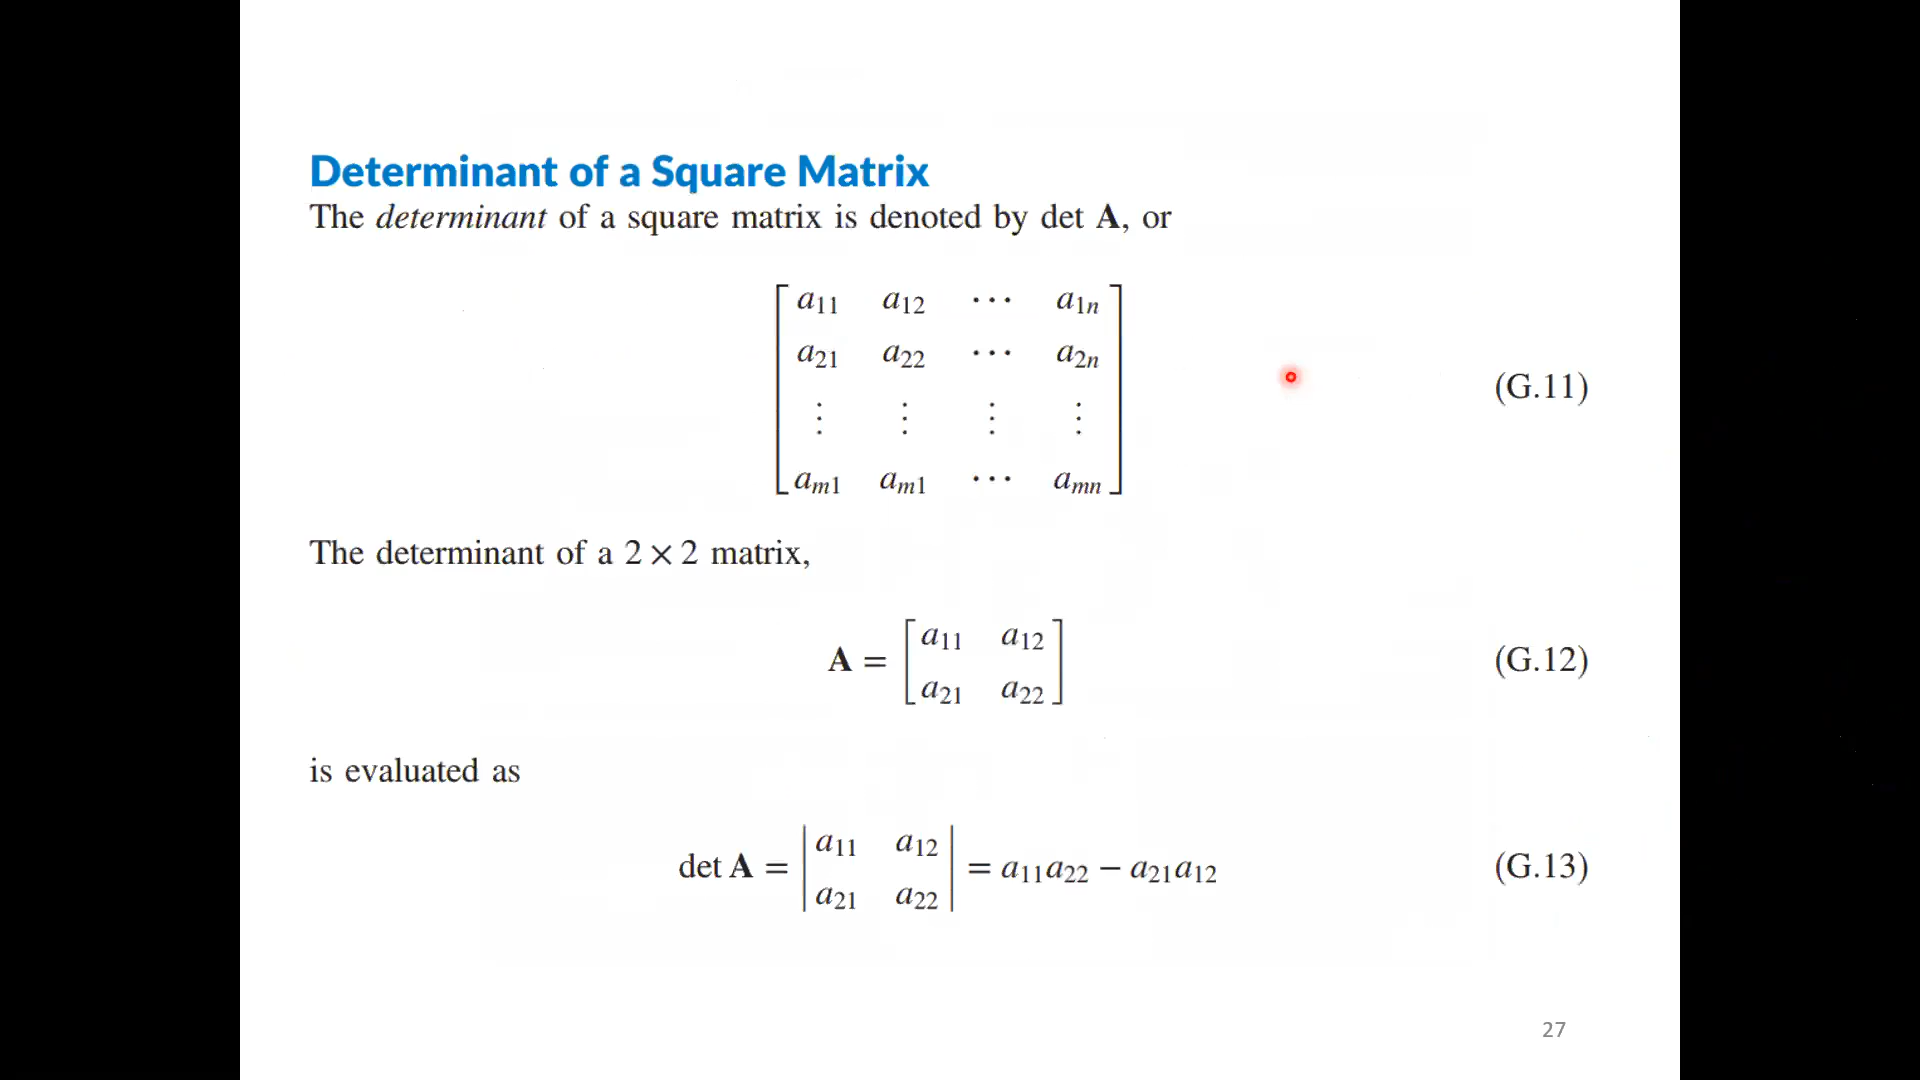 Determinant of a Square Matrix
The determinant of a square matrix is denoted by det A, or
a11 a12 ⋯ a1n
a21 a22 ⋯ a2n
⋮ ⋮ ⋮ ⋮
am1 am1 ⋯ amn
(G.11)
The determinant of a 2 × 2 matrix,
A = [a11 a12
a21 a22]
(G.12)
is evaluated as
det A = |a11 a12
a21 a22| = a11a22 − a21a12
(G.13)
27